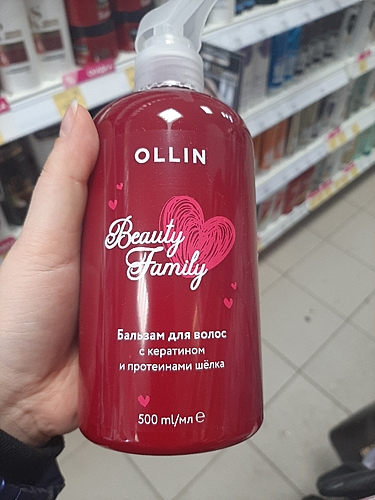 OLLIN
Beauty
Family
Бальзам для волос
с кератином
и протеинами шёлка
500 ml/мл e